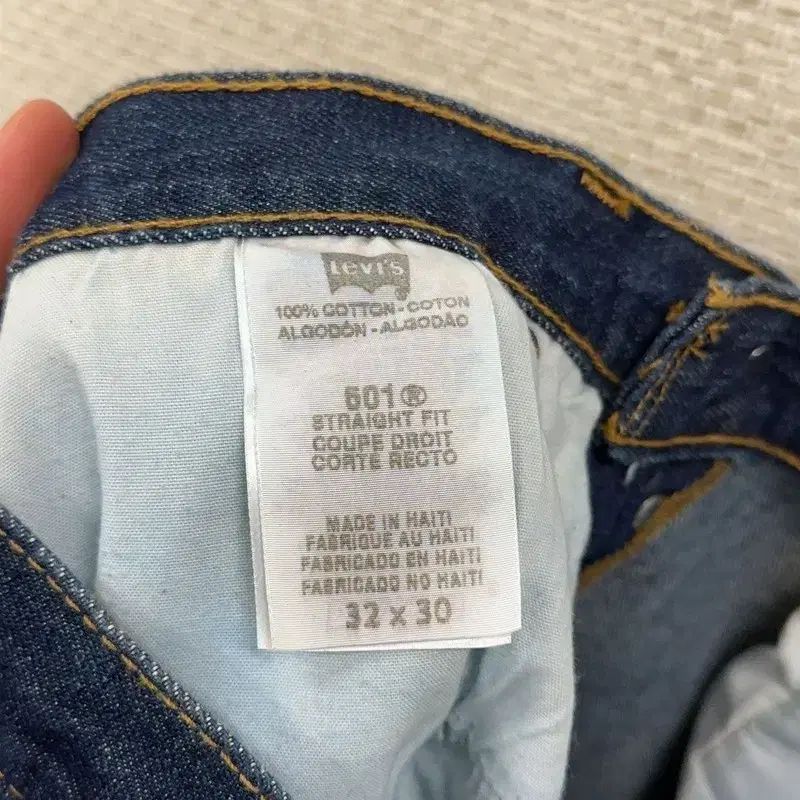 Levi's
100% COTTON - COTON
ALGODÓN - ALGODÃO
501®
STRAIGHT FIT
COUPE DROIT
CORTE RECTO
MADE IN HAITI
FABRIQUE AU HAITI
FABRICADO EN HAITI
FABRICADO NO HAITI
32 x 30